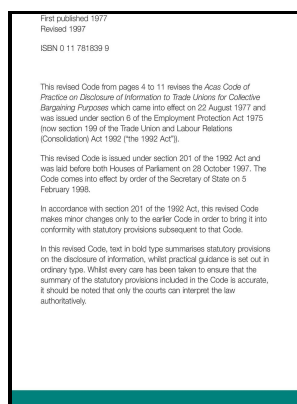 First published 1977
Revised 1997
ISBN 0 11 781839 9
This revised Code from pages 4 to 11 revises the Acas Code of
Practice on Disclosure of Information to Trade Unions for Collective
Bargaining Purposes which came into effect on 22 August 1977 and
was issued under section 6 of the Employment Protection Act 1975
(now section 199 of the Trade Union and Labour Relations
(Consolidation) Act 1992 ("the 1992 Act")).
This revised Code is issued under section 201 of the 1992 Act and
was laid before both Houses of Parliament on 28 October 1997. The
Code comes into effect by order of the Secretary of State on 5
February 1998.
In accordance with section 201 of the 1992 Act, this revised Code
makes minor changes only to the earlier Code in order to bring it into
conformity with statutory provisions subsequent to that Code.
In this revised Code, text in bold type summarises statutory provisions
on the disclosure of information, whilst practical guidance is set out in
ordinary type. Whilst every care has been taken to ensure that the
summary of the statutory provisions included in the Code is accurate,
it should be noted that only the courts can interpret the law
authoritatively.